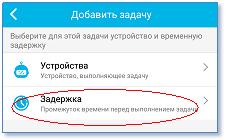 Добавить задачу
Выберите для этой задачи устройство и временную
задержку
Устройства
Устройство, выполняющее задачу
Задержка
Промежуток времени перед выполнением задачи